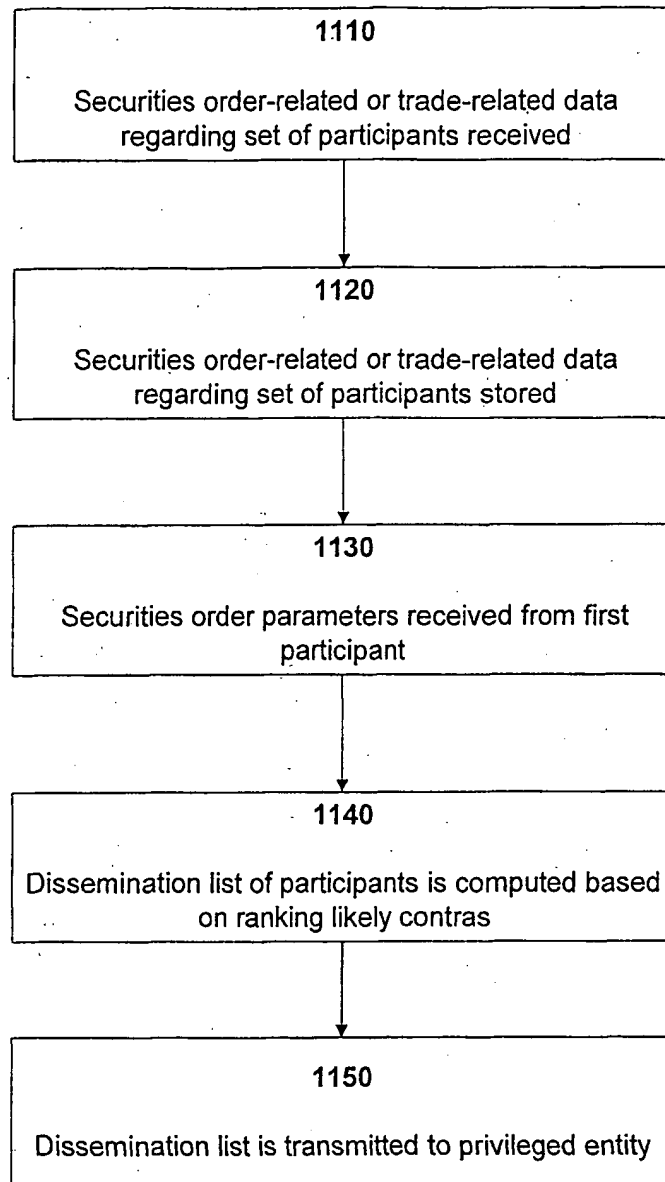 1110
Securities order-related or trade-related data
regarding set of participants received
1120
Securities order-related or trade-related data
regarding set of participants stored
1130
Securities order parameters received from first
participant
1140
Dissemination list of participants is computed based
on ranking likely contras
1150
Dissemination list is transmitted to privileged entity